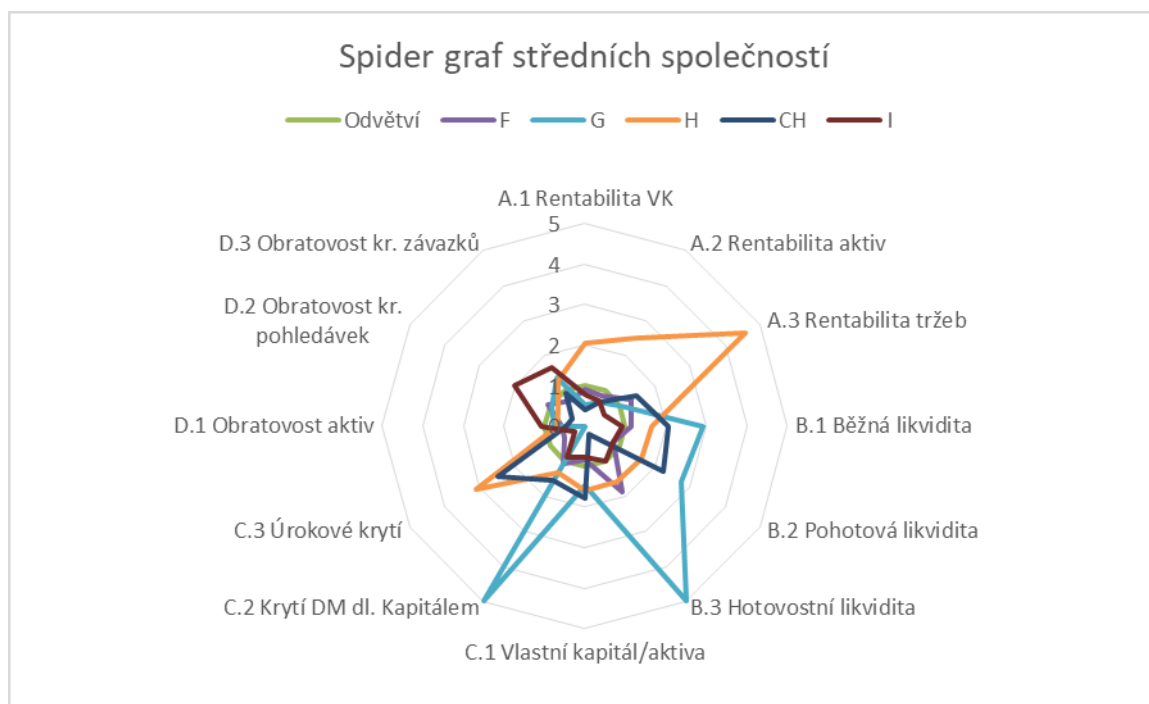 Spider graf středních společností
Odvětví F G H CH I
A.1 Rentabilita VK
D.3 Obratovost kr. závazků
A.2 Rentabilita aktiv
D.2 Obratovost kr.
pohledávek
A.3 Rentabilita tržeb
D.1 Obratovost aktiv
B.1 Běžná likvidita
C.3 Úrokové krytí
B.2 Pohotová likvidita
C.2 Krytí DM dl. Kapitálem
B.3 Hotovostní likvidita
C.1 Vlastní kapitál/aktiva
5
4
3
2
1
0